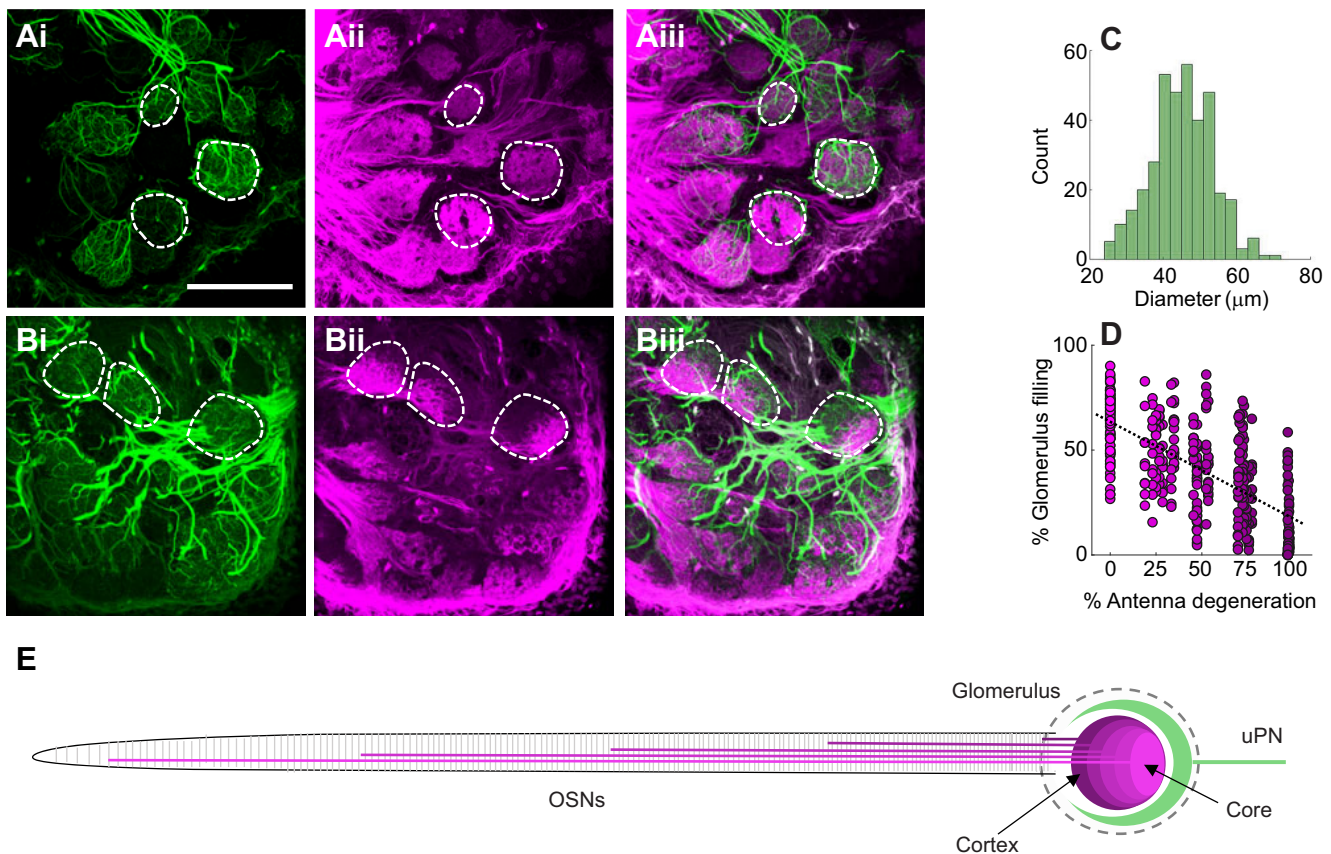 Ai
Aii
Aiii
Bi
Bii
Biii
C
60
40
20
0
Count
20
40
60
80
Diameter (μm)
D
100
50
0
% Glomerulus filling
0
25
50
75
100
% Antenna degeneration
E
Glomerulus
uPN
OSNs
Core
Cortex